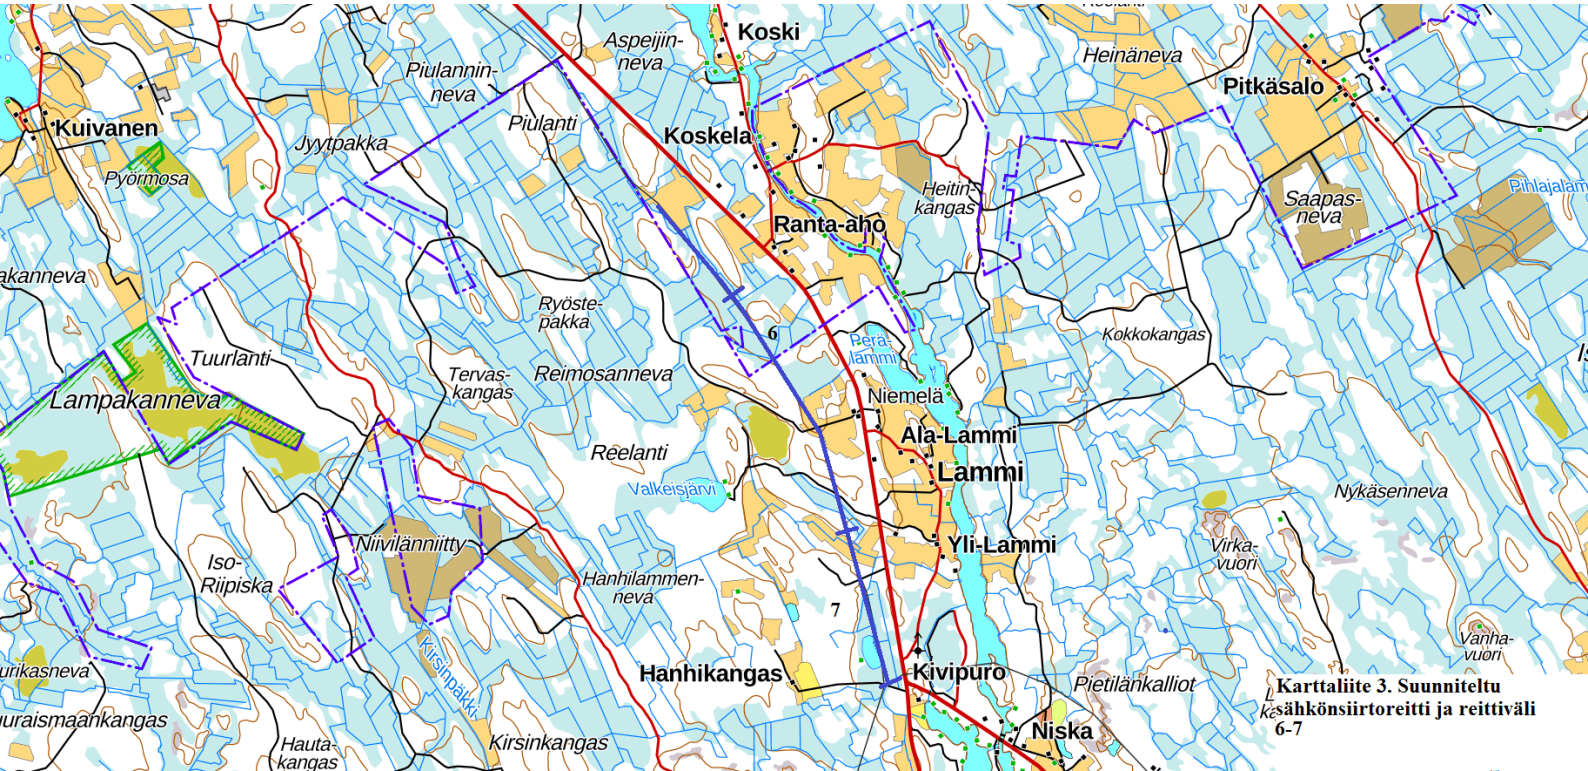 Koski
Aspeijin-
neva
Heinäneva
Piulannin-
neva
Pitkäsalo
Kuivanen
Piulanti
Koskela
Jyytpakka
Pyörmosa
Heitin-
kangas
Saapas-
neva
Ranta-aho
akanneva
Ryöste-
pakka
6
Perä-
lammi
Kokkokangas
Tuurlanti
Tervas-
kangas
Reimosanneva
Niemelä
Lampakanneva
Ala-Lammi
Reelanti
Lammi
Valkeisjärvi
Nykäsenneva
Niivilänniitty
Yli-Lammi
Virka-
vuori
Iso-
Riipiska
Hanhilammen-
neva
7
Vanha-
vuori
Kirsinpäkki
urikasneva
Hanhikangas
Kivipuro
Pietilänkalliot
Karttaliite 3. Suunniteltu
sähkönsiirtoreitti ja reittiväli
6-7
uraismaankangas
Hauta-
kangas
Kirsinkangas
Niska